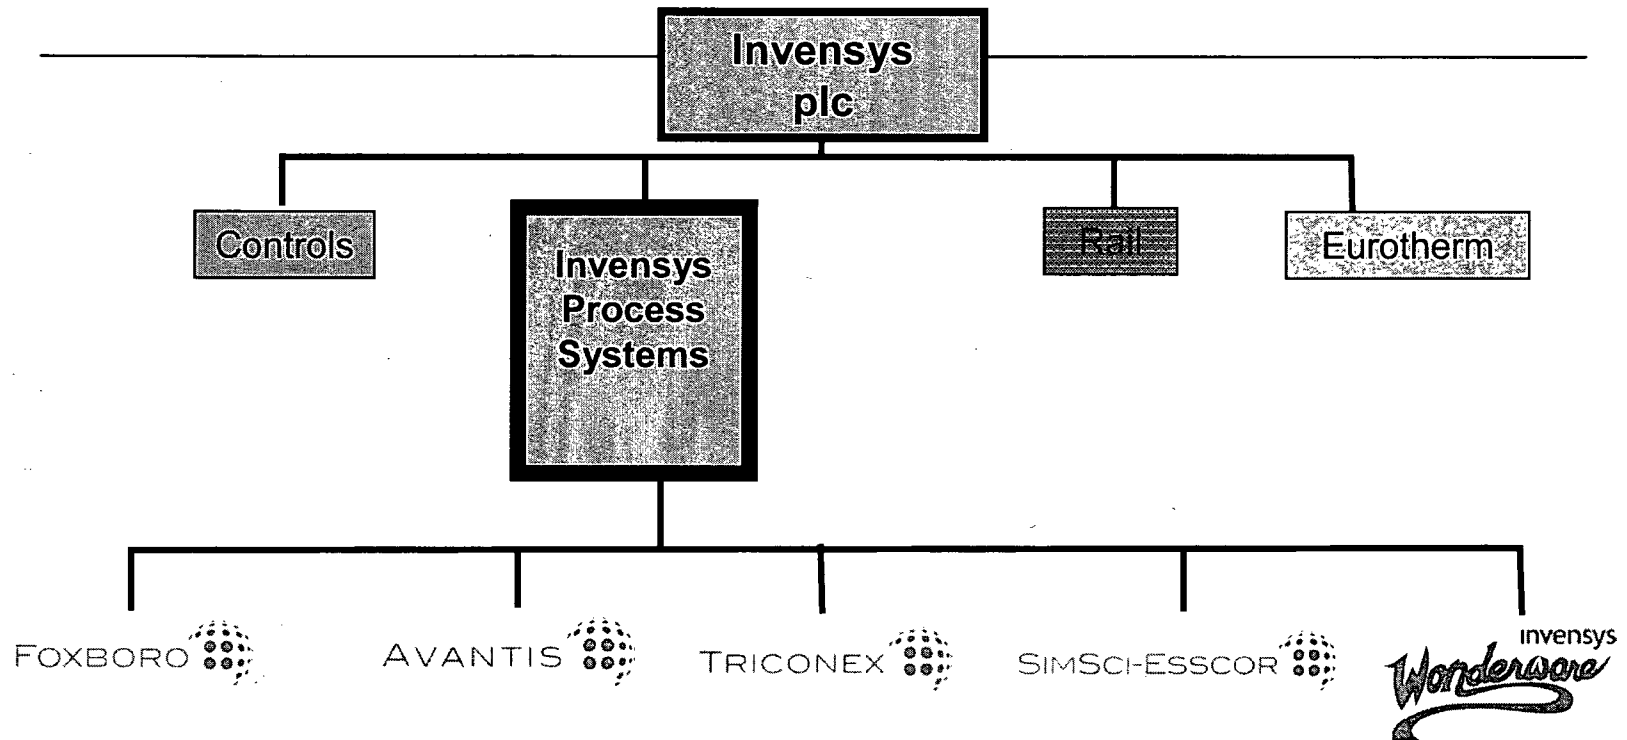 Invensys
plc
Controls
Invensys
Process
Systems
Rail
Eurotherm
FOXBORO
AVANTIS
TRICONEX
SIMSCI-ESSCOR
invensys
Wonderware